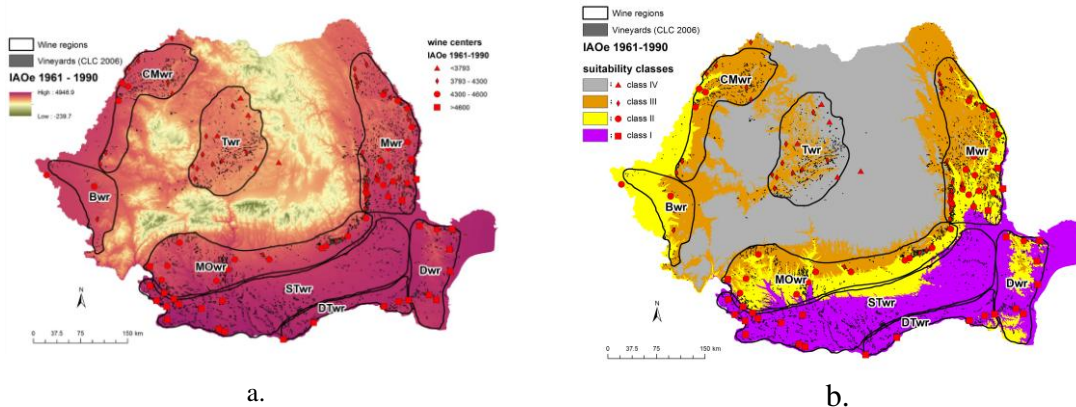 Wine regions
Vineyards (CLC 2006)
IAOe 1961 - 1990
High : 4946.9
Low : -239.7
wine centers
IAOe 1961-1990
<3793
3793 - 4300
4300 - 4600
>4600
CMwr
Twr
Mwr
Bwr
MOwr
STwr
DTwr
Dwr
N
0 37.5 75 150 km
a.
Wine regions
Vineyards (CLC 2006)
IAOe 1961-1990
suitability classes
; class IV
; class III
; class II
; class I
CMwr
Twr
Mwr
Bwr
MOwr
STwr
DTwr
Dwr
N
0 37.5 75 150 km
b.